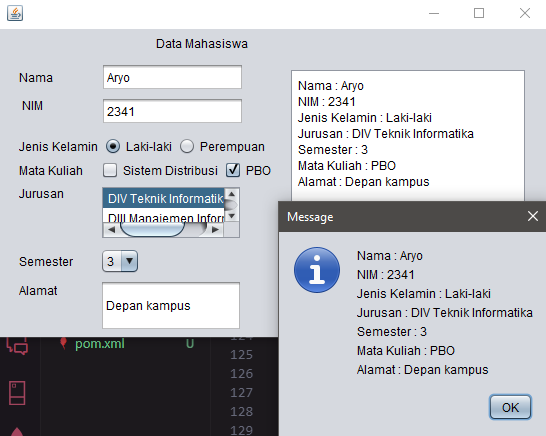 Data Mahasiswa
Nama
Aryo
NIM
2341
Jenis Kelamin
Laki-laki
Perempuan
Mata Kuliah
Sistem Distribusi
PBO
Jurusan
DIV Teknik Informatik
DIII Manajemen Infor
Semester
3
Alamat
Depan kampus
Nama : Aryo
NIM : 2341
Jenis Kelamin : Laki-laki
Jurusan : DIV Teknik Informatika
Semester : 3
Mata Kuliah : PBO
Alamat : Depan kampus
Message
Nama : Aryo
NIM : 2341
Jenis Kelamin : Laki-laki
Jurusan : DIV Teknik Informatika
Semester : 3
Mata Kuliah : PBO
Alamat : Depan kampus
OK
pom.xml
U
125
126
127
128
129